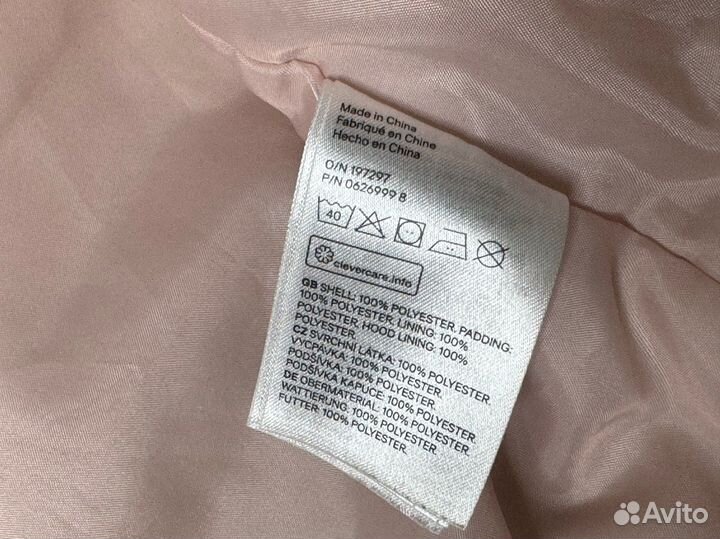 Made in China
Fabriqué en Chine
Hecho en China
O/N 197297
P/N 0626999 8
40
clevercare.info
GB SHELL: 100% POLYESTER. PADDING:
100% POLYESTER. LINING: 100%
POLYESTER. HOOD LINING: 100%
POLYESTER.
CZ SVRCHNÍ LÁTKA: 100% POLYESTER.
VYCPÁVKA: 100% POLYESTER.
PODŠÍVKA: 100% POLYESTER.
PODŠÍVKA KAPUCE: 100% POLYESTER.
DE OBERMATERIAL: 100% POLYESTER.
WATTIERUNG: 100% POLYESTER.
FUTTER: 100% POLYESTER.
Avito